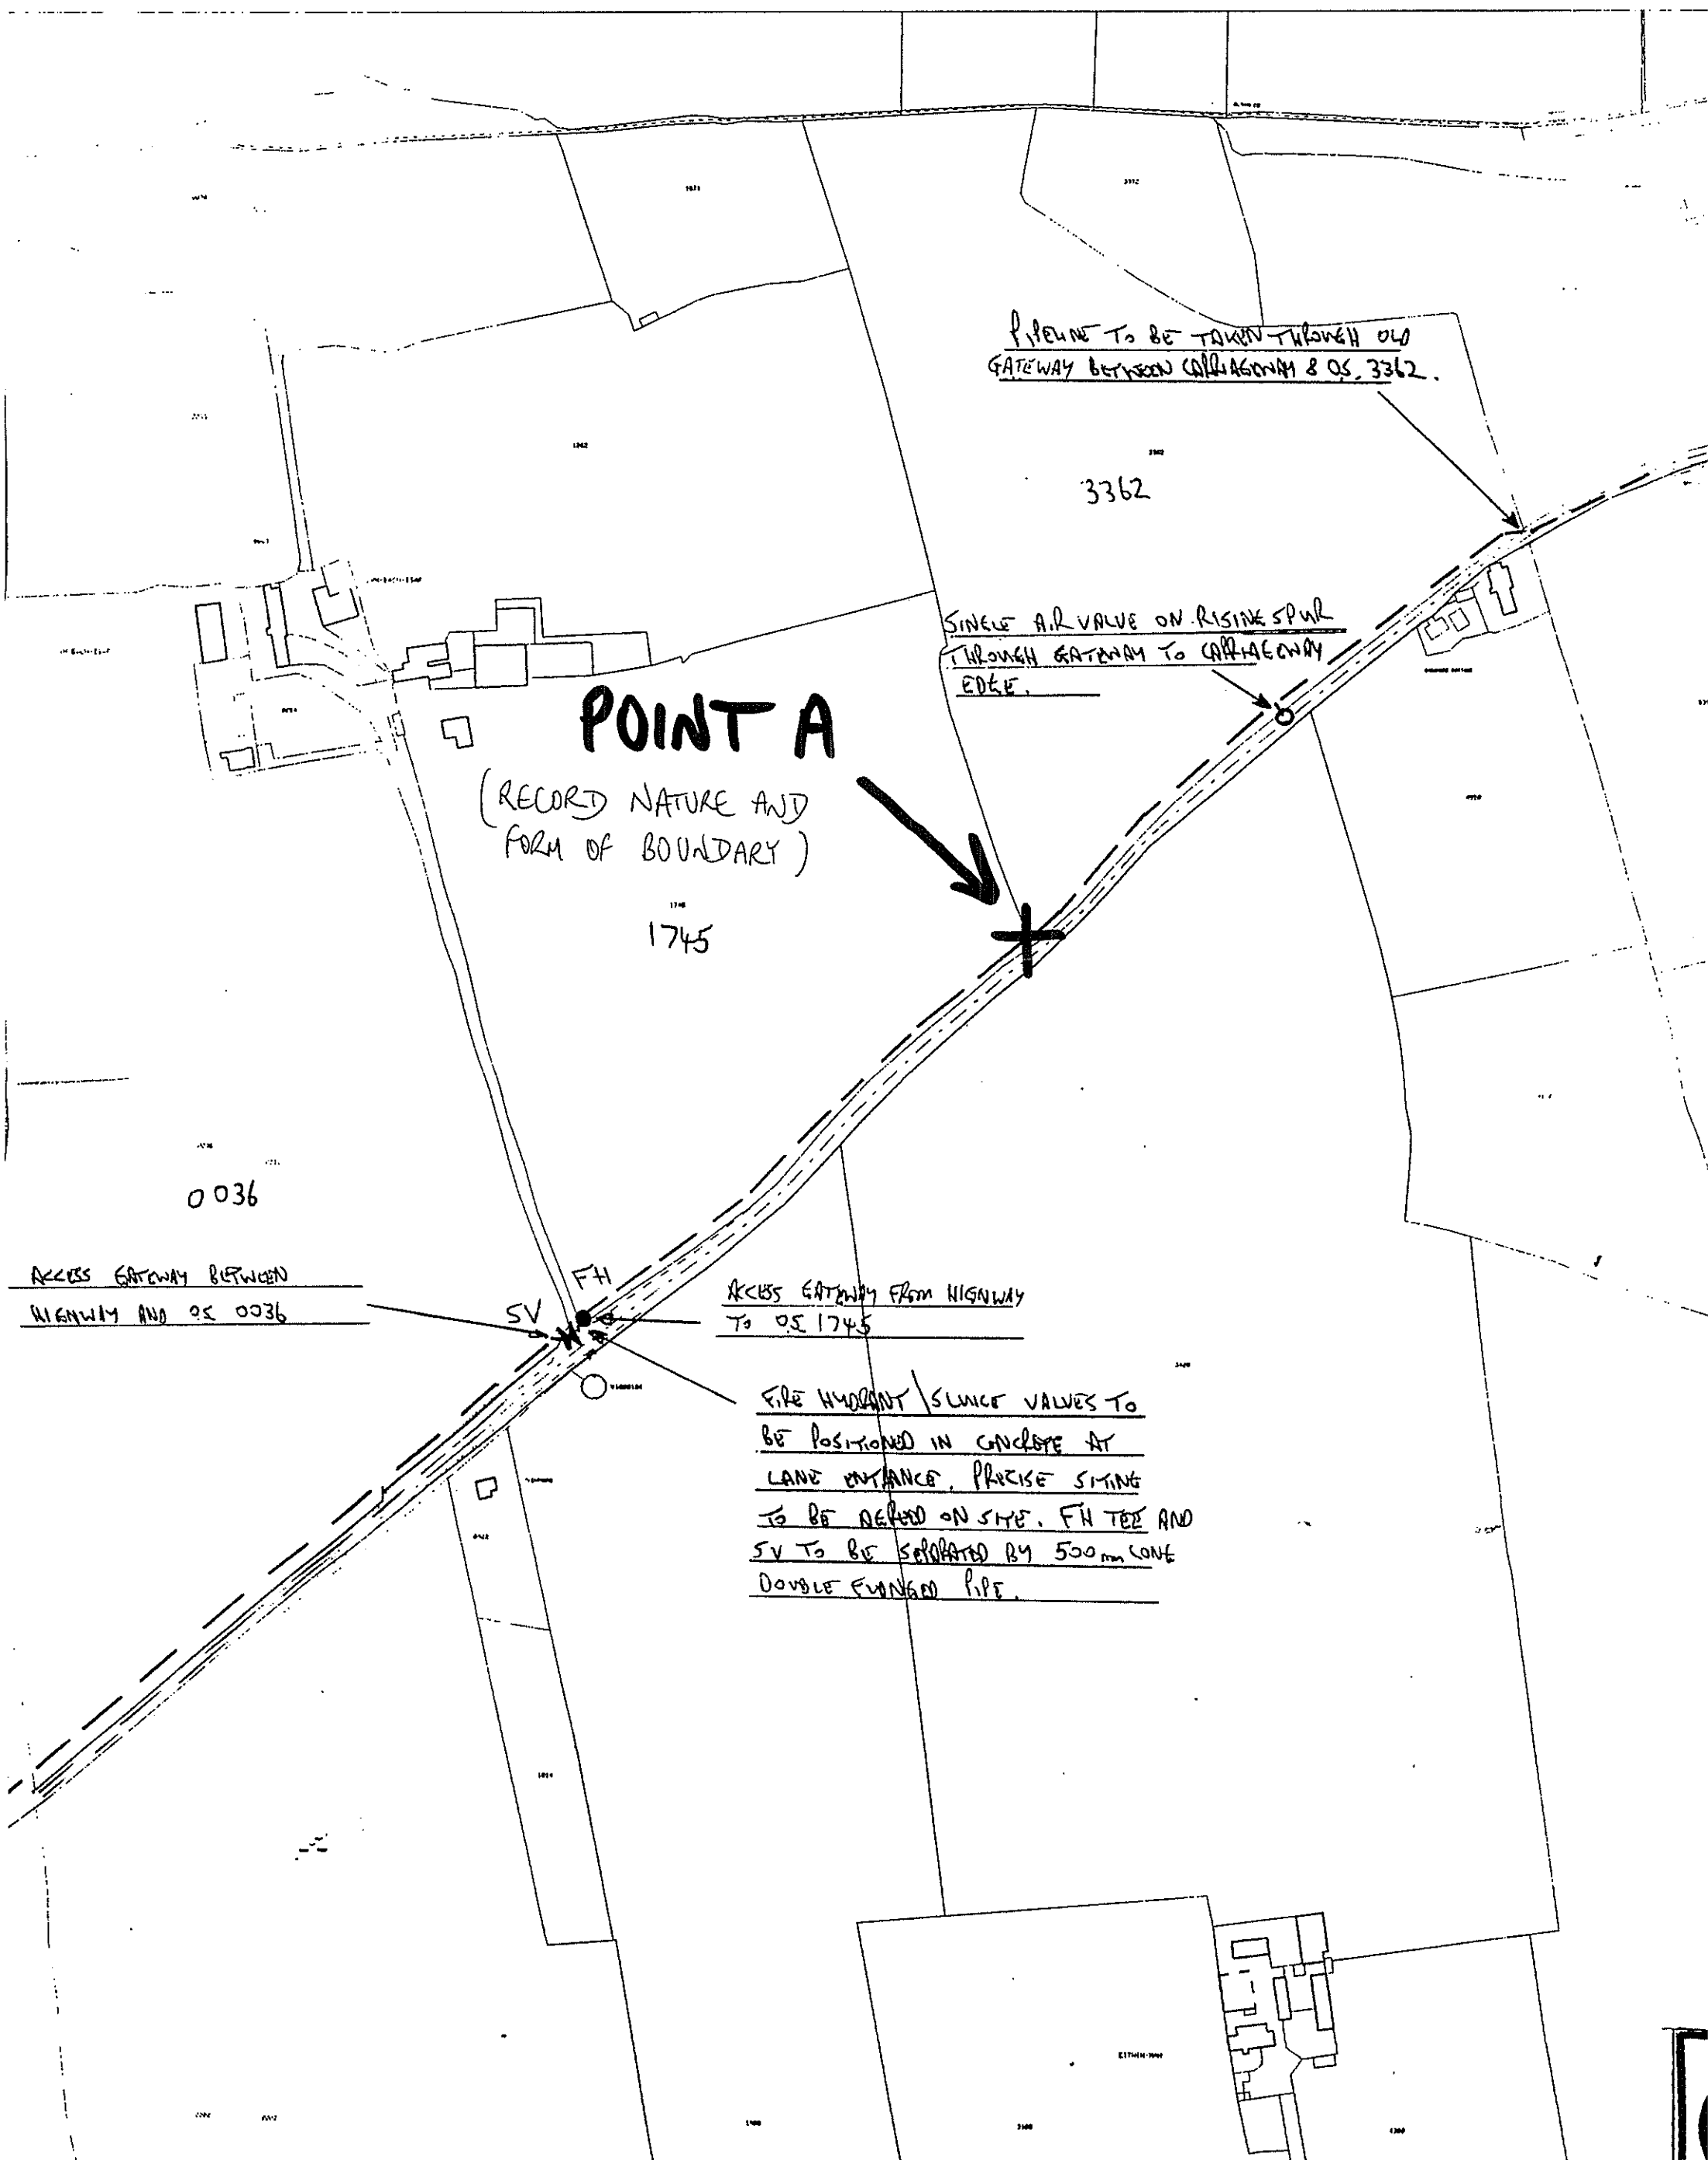 PIPELINE TO BE TAKEN THROUGH OLD
GATEWAY BETWEEN CARRIAGEWAY & OS. 3362.
3362
SINGLE AIR VALVE ON RISING SPUR
THROUGH GATEWAY TO CARRIAGEWAY
EDGE.
POINT A
(RECORD NATURE AND
FORM OF BOUNDARY)
1745
0036
ACCESS GATEWAY BETWEEN
HIGHWAY AND OS 0036
FH
SV
ACCESS GATEWAY FROM HIGHWAY
TO OS 1745
FIRE HYDRANT \ SLUICE VALVES TO
BE POSITIONED IN CONCRETE AT
LANE ENTRANCE. PRECISE SITING
TO BE AGREED ON SITE. FH TEE AND
SV TO BE SEPARATED BY 500mm LONG
DOUBLE FLANGED PIPE.